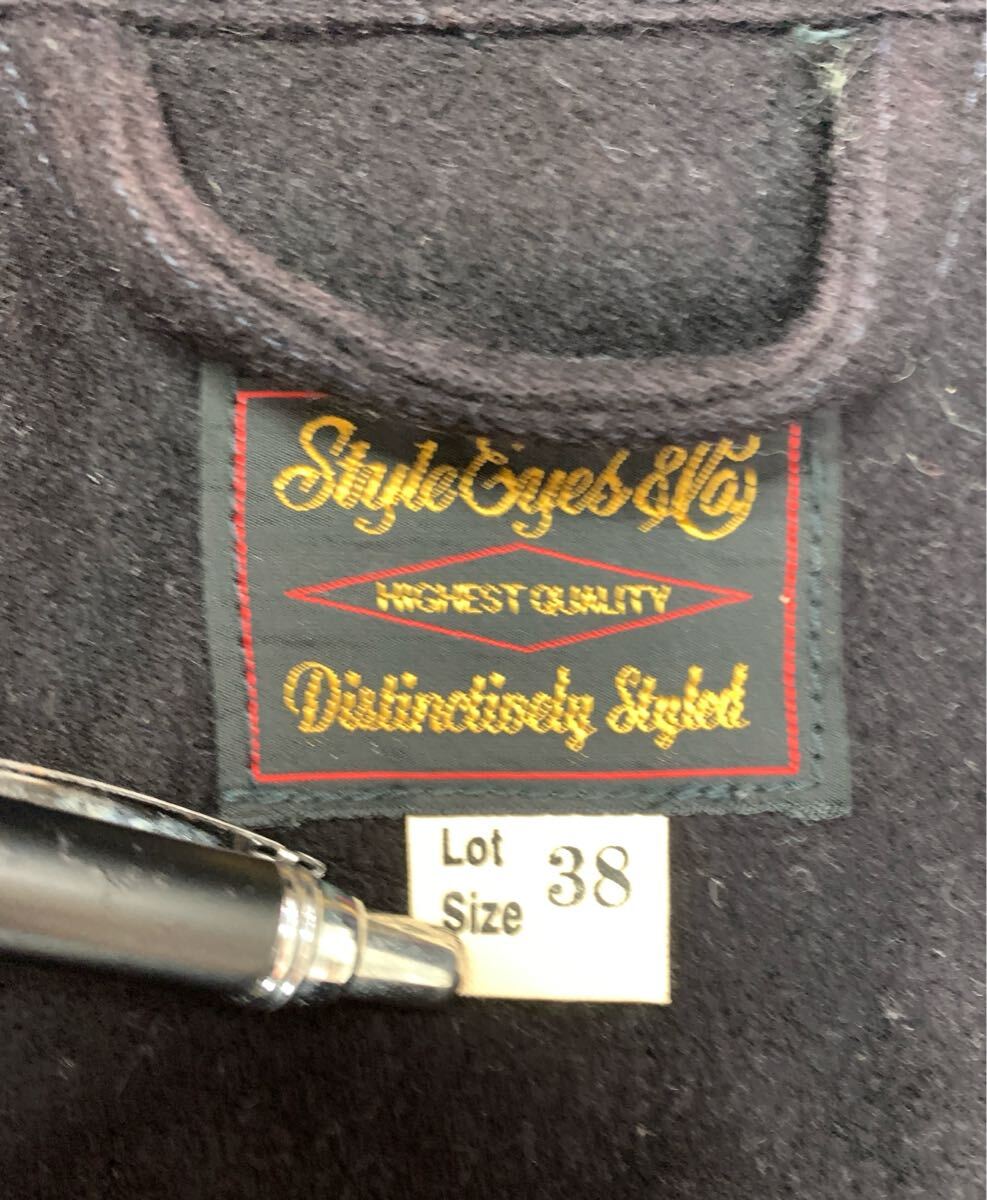 Style Eyes & Co
HIGHEST QUALITY
Distinctively Styled
Lot
Size 38